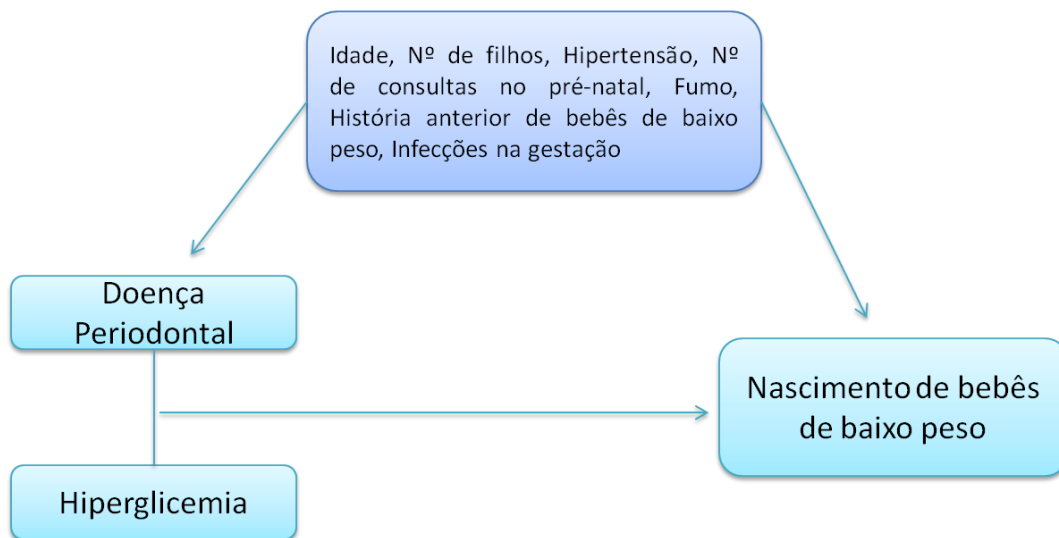 Idade, Nº de filhos, Hipertensão, Nº
de consultas no pré-natal, Fumo,
História anterior de bebês de baixo
peso, Infecções na gestação
Doença
Periodontal
Nascimento de bebês
de baixo peso
Hiperglicemia